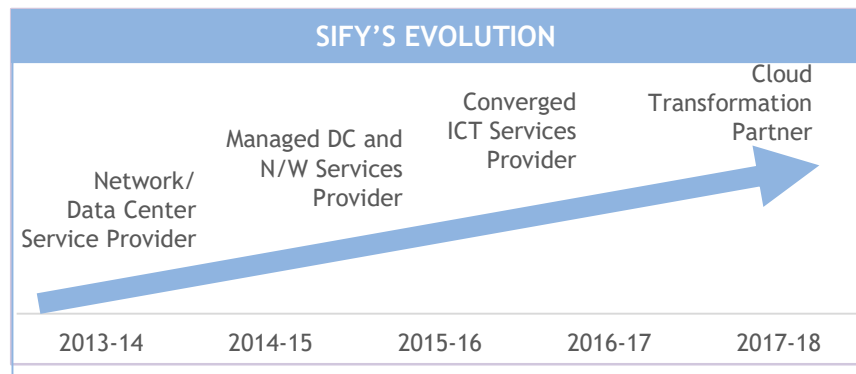 SIFY’S EVOLUTION
Network/
Data Center
Service Provider
Managed DC and
N/W Services
Provider
Converged
ICT Services
Provider
Cloud
Transformation
Partner
2013-14
2014-15
2015-16
2016-17
2017-18